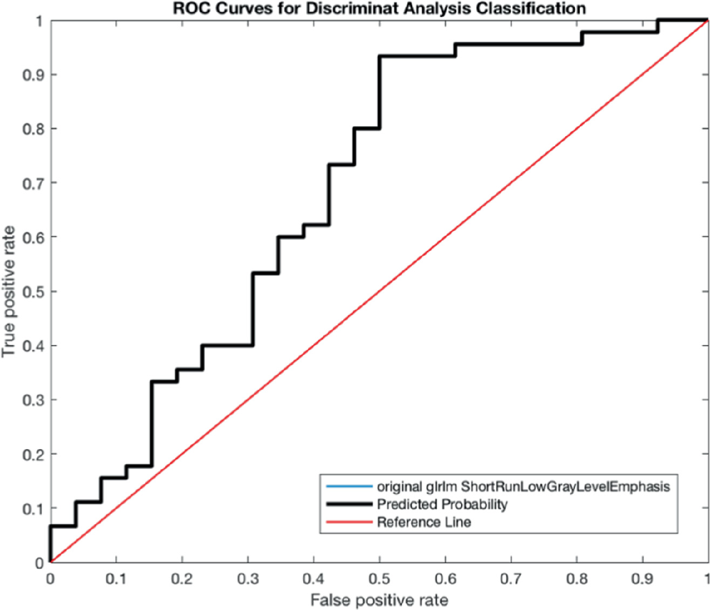 ROC Curves for Discriminat Analysis Classification
1
0.9
0.8
0.7
0.6
0.5
0.4
0.3
0.2
0.1
0
True positive rate
original glrlm ShortRunLowGrayLevelEmphasis
Predicted Probability
Reference Line
0 0.1 0.2 0.3 0.4 0.5 0.6 0.7 0.8 0.9 1
False positive rate